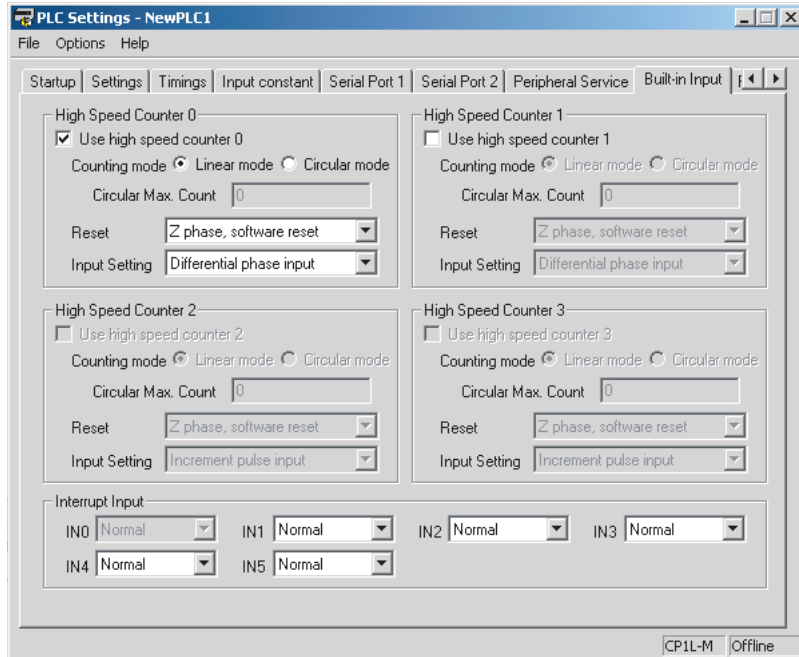 PLC Settings - NewPLC1
File Options Help
Startup Settings Timings Input constant Serial Port 1 Serial Port 2 Peripheral Service Built-in Input
High Speed Counter 0
Use high speed counter 0
Counting mode Linear mode Circular mode
Circular Max. Count 0
Reset Z phase, software reset
Input Setting Differential phase input
High Speed Counter 1
Use high speed counter 1
Counting mode Linear mode Circular mode
Circular Max. Count 0
Reset Z phase, software reset
Input Setting Differential phase input
High Speed Counter 2
Use high speed counter 2
Counting mode Linear mode Circular mode
Circular Max. Count 0
Reset Z phase, software reset
Input Setting Increment pulse input
High Speed Counter 3
Use high speed counter 3
Counting mode Linear mode Circular mode
Circular Max. Count 0
Reset Z phase, software reset
Input Setting Increment pulse input
Interrupt Input
IN0 Normal IN1 Normal IN2 Normal IN3 Normal
IN4 Normal IN5 Normal
CP1L-M Offline